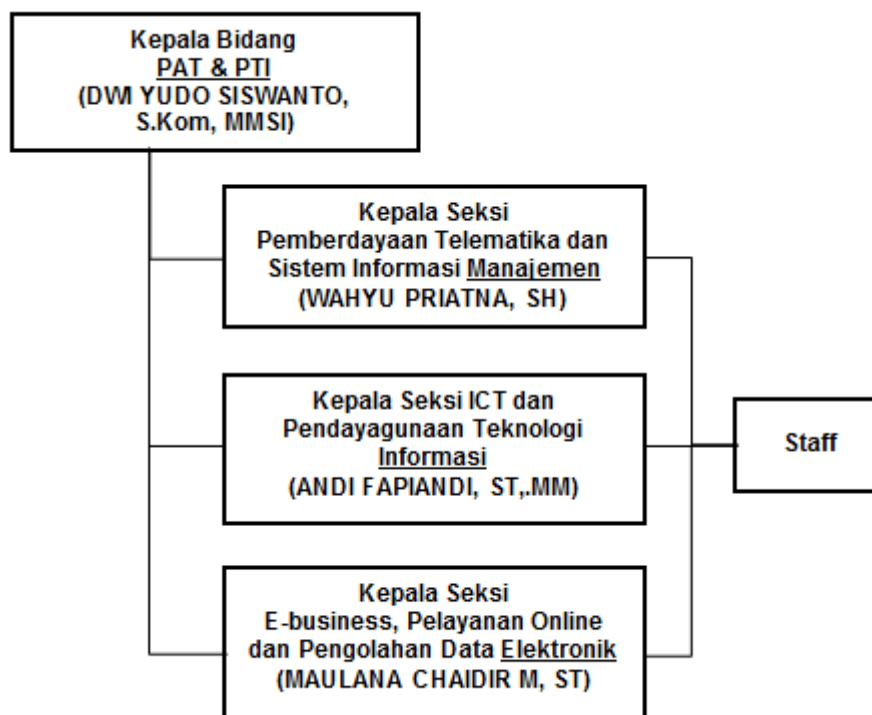 Kepala Bidang
PAT & PTI
(DWI YUDO SISWANTO,
S.Kom, MMSI)
Kepala Seksi
Pemberdayaan Telematika dan
Sistem Informasi Manajemen
(WAHYU PRIATNA, SH)
Kepala Seksi ICT dan
Pendayagunaan Teknologi
Informasi
(ANDI FAPIANDI, ST,.MM)
Staff
Kepala Seksi
E-business, Pelayanan Online
dan Pengolahan Data Elektronik
(MAULANA CHAIDIR M, ST)